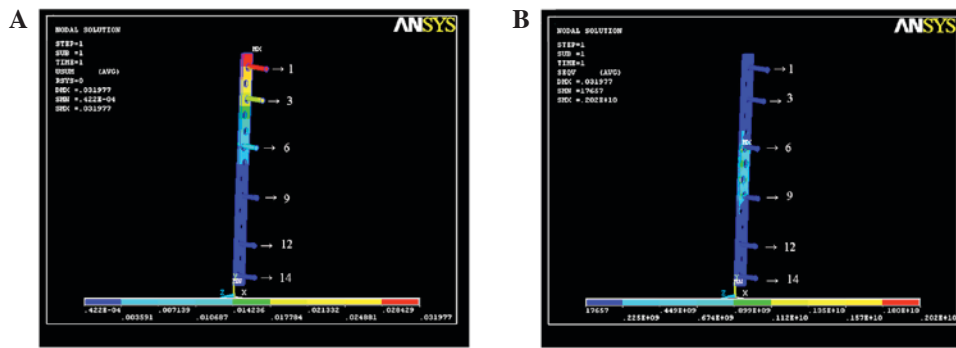 A
NODAL SOLUTION
STEP=1
SUB =1
TIME=1
USUM (AVG)
RSYS=0
DMX =.031977
SMN =.422E-04
SMX =.031977
ANSYS
MX
1
3
6
9
12
14
MN
Z X
.422E-04 .007139 .014236 .021332 .028429
.003591 .010687 .017784 .024881 .031977
B
NODAL SOLUTION
STEP=1
SUB =1
TIME=1
SEQV (AVG)
DMX =.031977
SMN =17657
SMX =.202E+10
ANSYS
1
3
MX
6
9
12
14
MN
X
17657 .449E+09 .899E+09 .135E+10 .180E+10
.225E+09 .674E+09 .112E+10 .157E+10 .202E+10